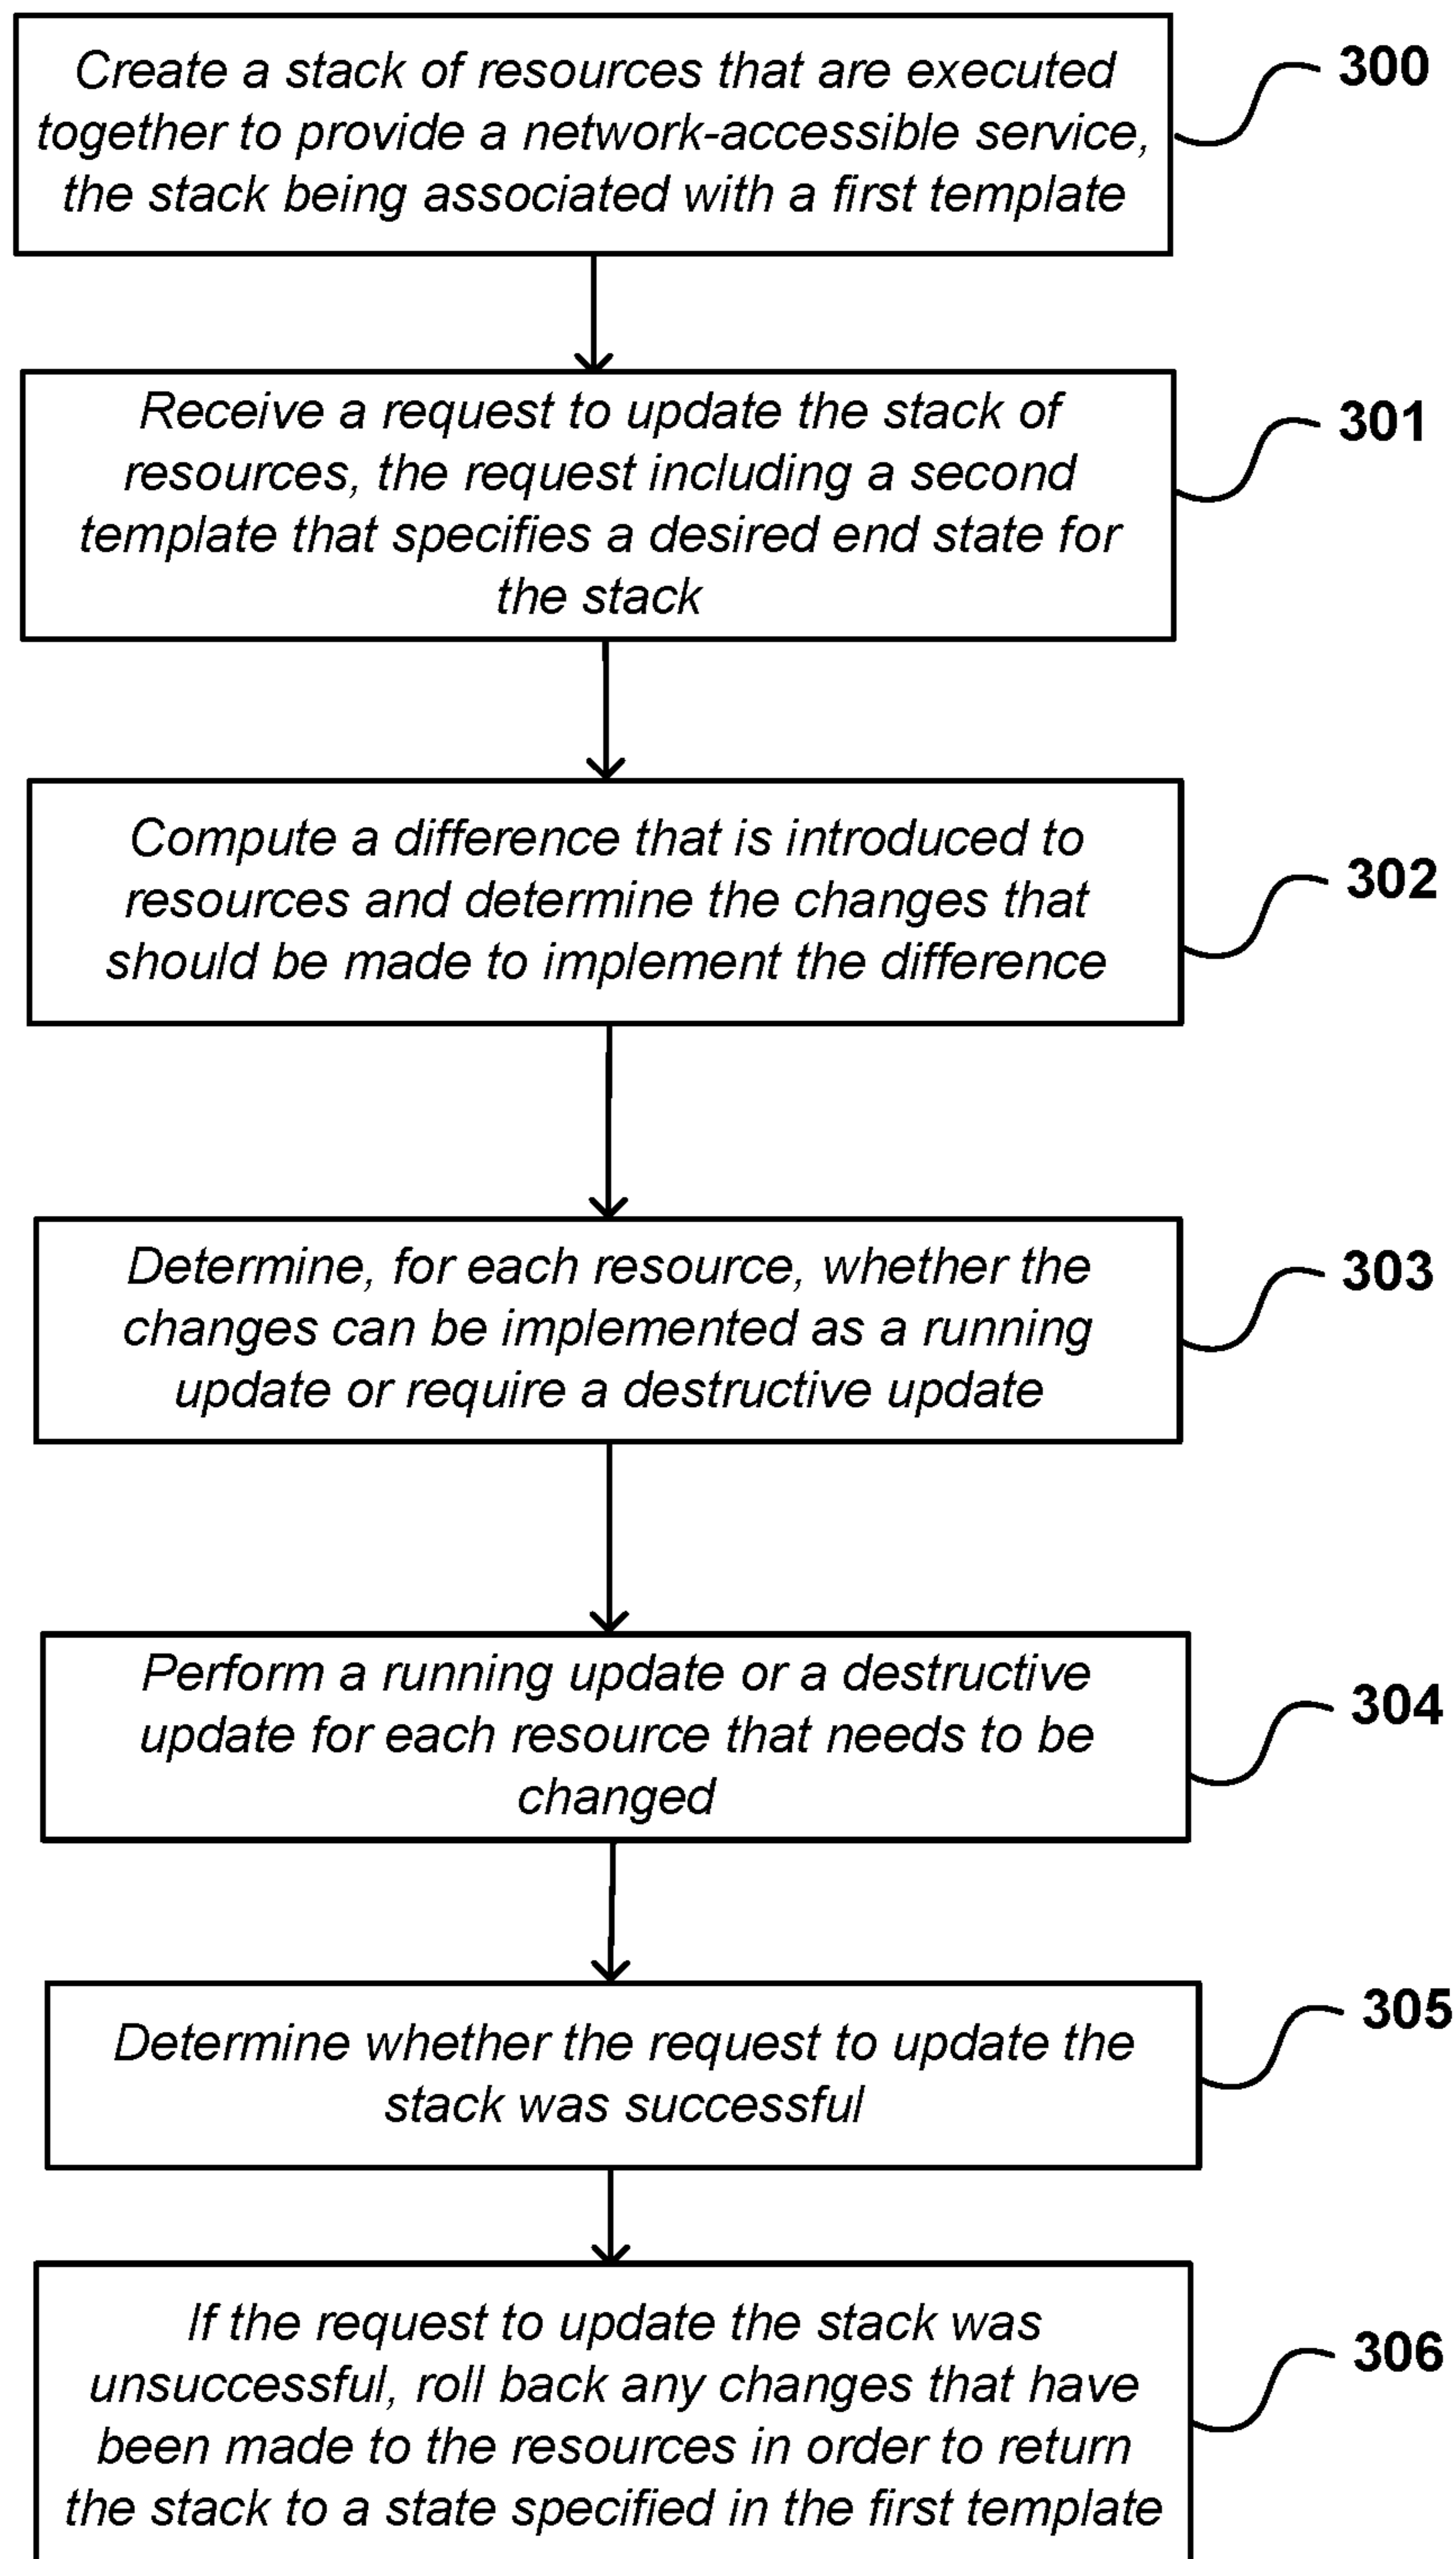 Create a stack of resources that are executed
together to provide a network-accessible service,
the stack being associated with a first template
300
Receive a request to update the stack of
resources, the request including a second
template that specifies a desired end state for
the stack
301
Compute a difference that is introduced to
resources and determine the changes that
should be made to implement the difference
302
Determine, for each resource, whether the
changes can be implemented as a running
update or require a destructive update
303
Perform a running update or a destructive
update for each resource that needs to be
changed
304
Determine whether the request to update the
stack was successful
305
If the request to update the stack was
unsuccessful, roll back any changes that have
been made to the resources in order to return
the stack to a state specified in the first template
306